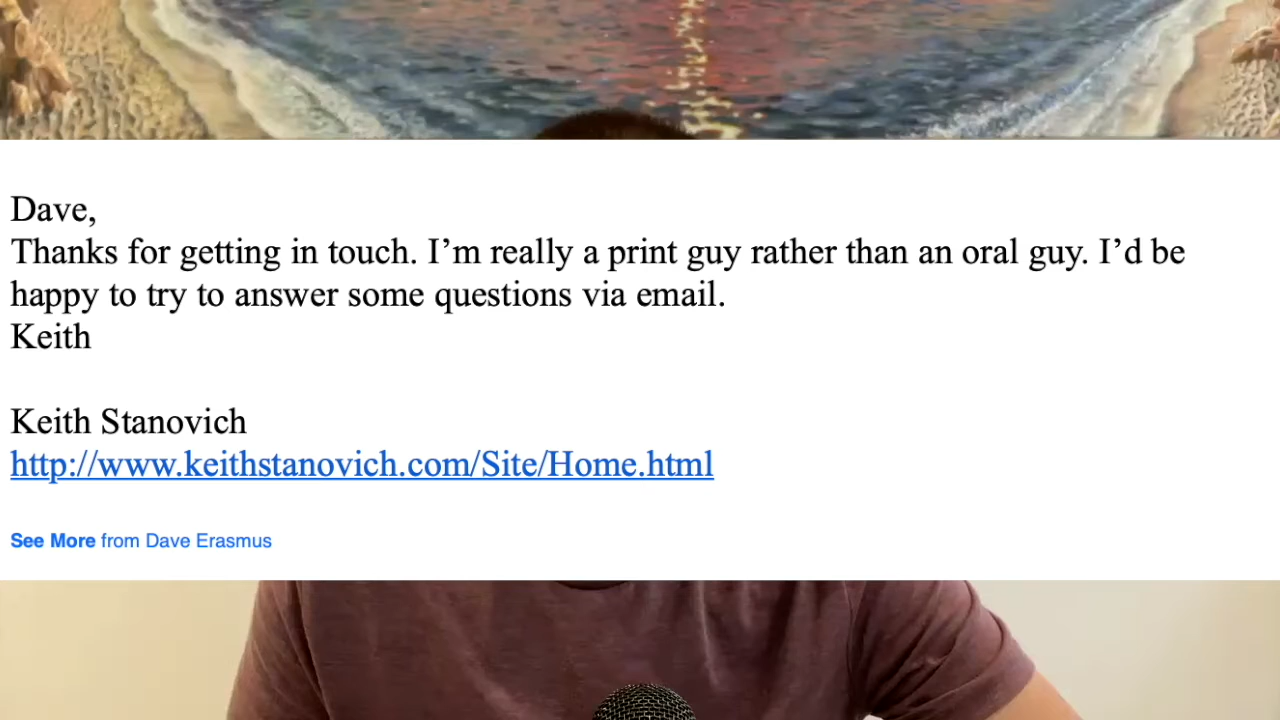 Dave,
Thanks for getting in touch. I’m really a print guy rather than an oral guy. I’d be
happy to try to answer some questions via email.
Keith
Keith Stanovich
http://www.keithstanovich.com/Site/Home.html
See More from Dave Erasmus